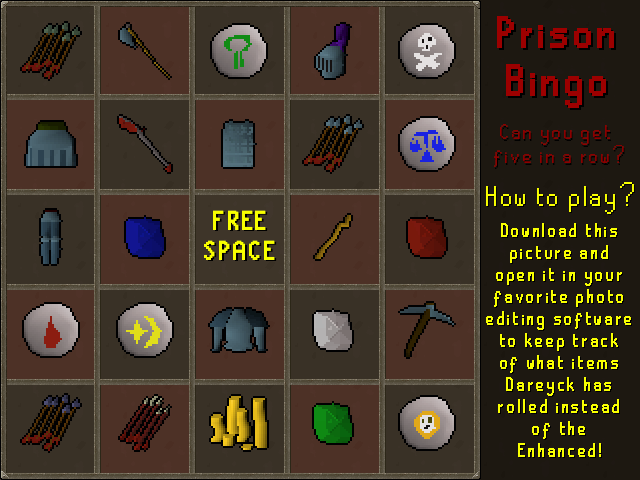 FREE
SPACE
Prison
Bingo
Can you get
five in a row?
How to play?
Download this
picture and
open it in your
favorite photo
editing software
to keep track
of what items
Dareyck has
rolled instead
of the
Enhanced!